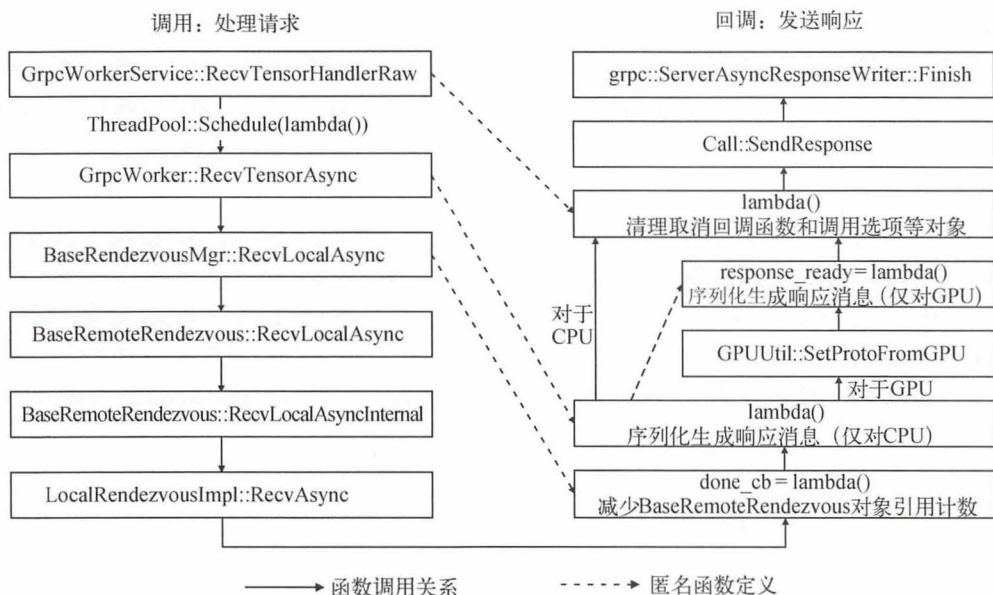 调用：处理请求
GrpcWorkerService::RecvTensorHandlerRaw
ThreadPool::Schedule(lambda())
GrpcWorker::RecvTensorAsync
BaseRendezvousMgr::RecvLocalAsync
BaseRemoteRendezvous::RecvLocalAsync
BaseRemoteRendezvous::RecvLocalAsyncInternal
LocalRendezvousImpl::RecvAsync
回调：发送响应
grpc::ServerAsyncResponseWriter::Finish
Call::SendResponse
lambda()
清理取消回调函数和调用选项等对象
response_ready=lambda()
序列化生成响应消息（仅对GPU）
对于
CPU
GPUUtil::SetProtoFromGPU
对于GPU
lambda()
序列化生成响应消息（仅对CPU）
done_cb=lambda()
减少BaseRemoteRendezvous对象引用计数
函数调用关系
匿名函数定义